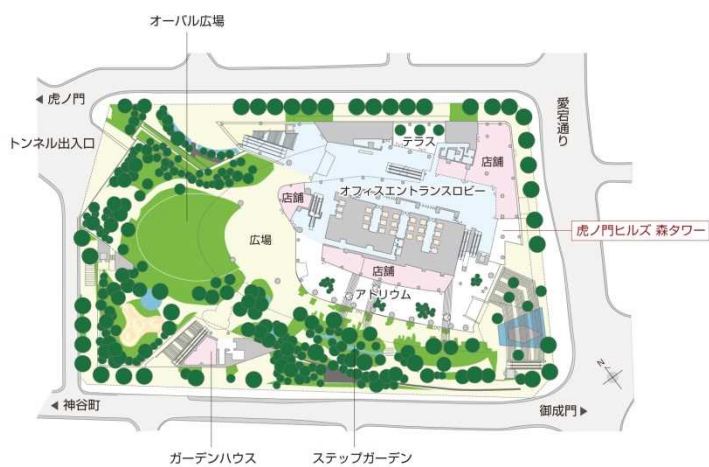 オーバル広場
◀ 虎ノ門
トンネル出入口
愛宕通り
テラス
店舗
オフィスエントランスロビー
店舗
広場
虎ノ門ヒルズ 森タワー
店舗
アトリウム
N
◀ 神谷町
御成門 ▶
ガーデンハウス
ステップガーデン